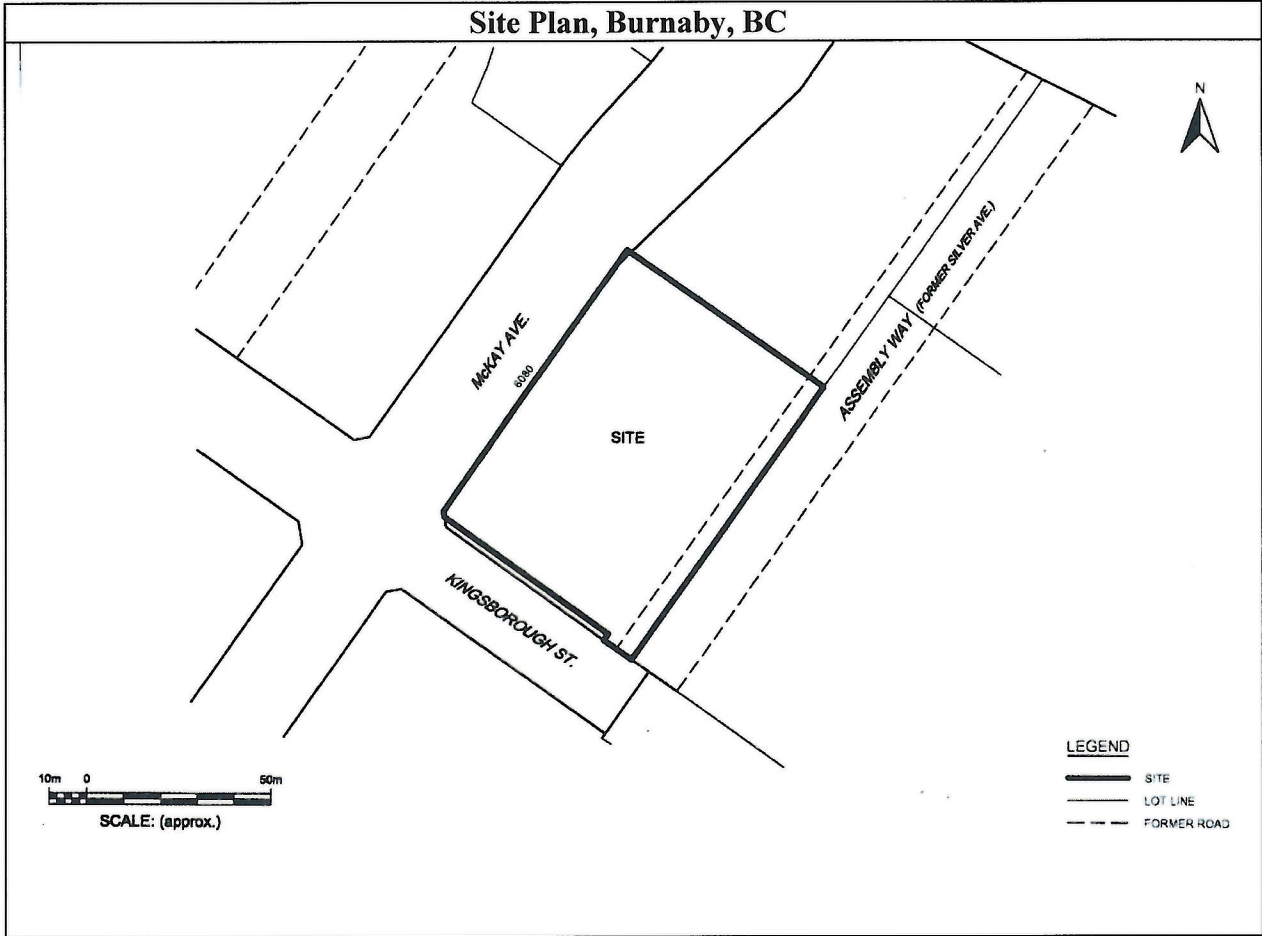 Site Plan, Burnaby, BC
N
McKAY AVE.
6080
SITE
ASSEMBLY WAY (FORMER SILVER AVE.)
KINGSBOROUGH ST.
10m 0 50m
SCALE: (approx.)
LEGEND
SITE
LOT LINE
FORMER ROAD